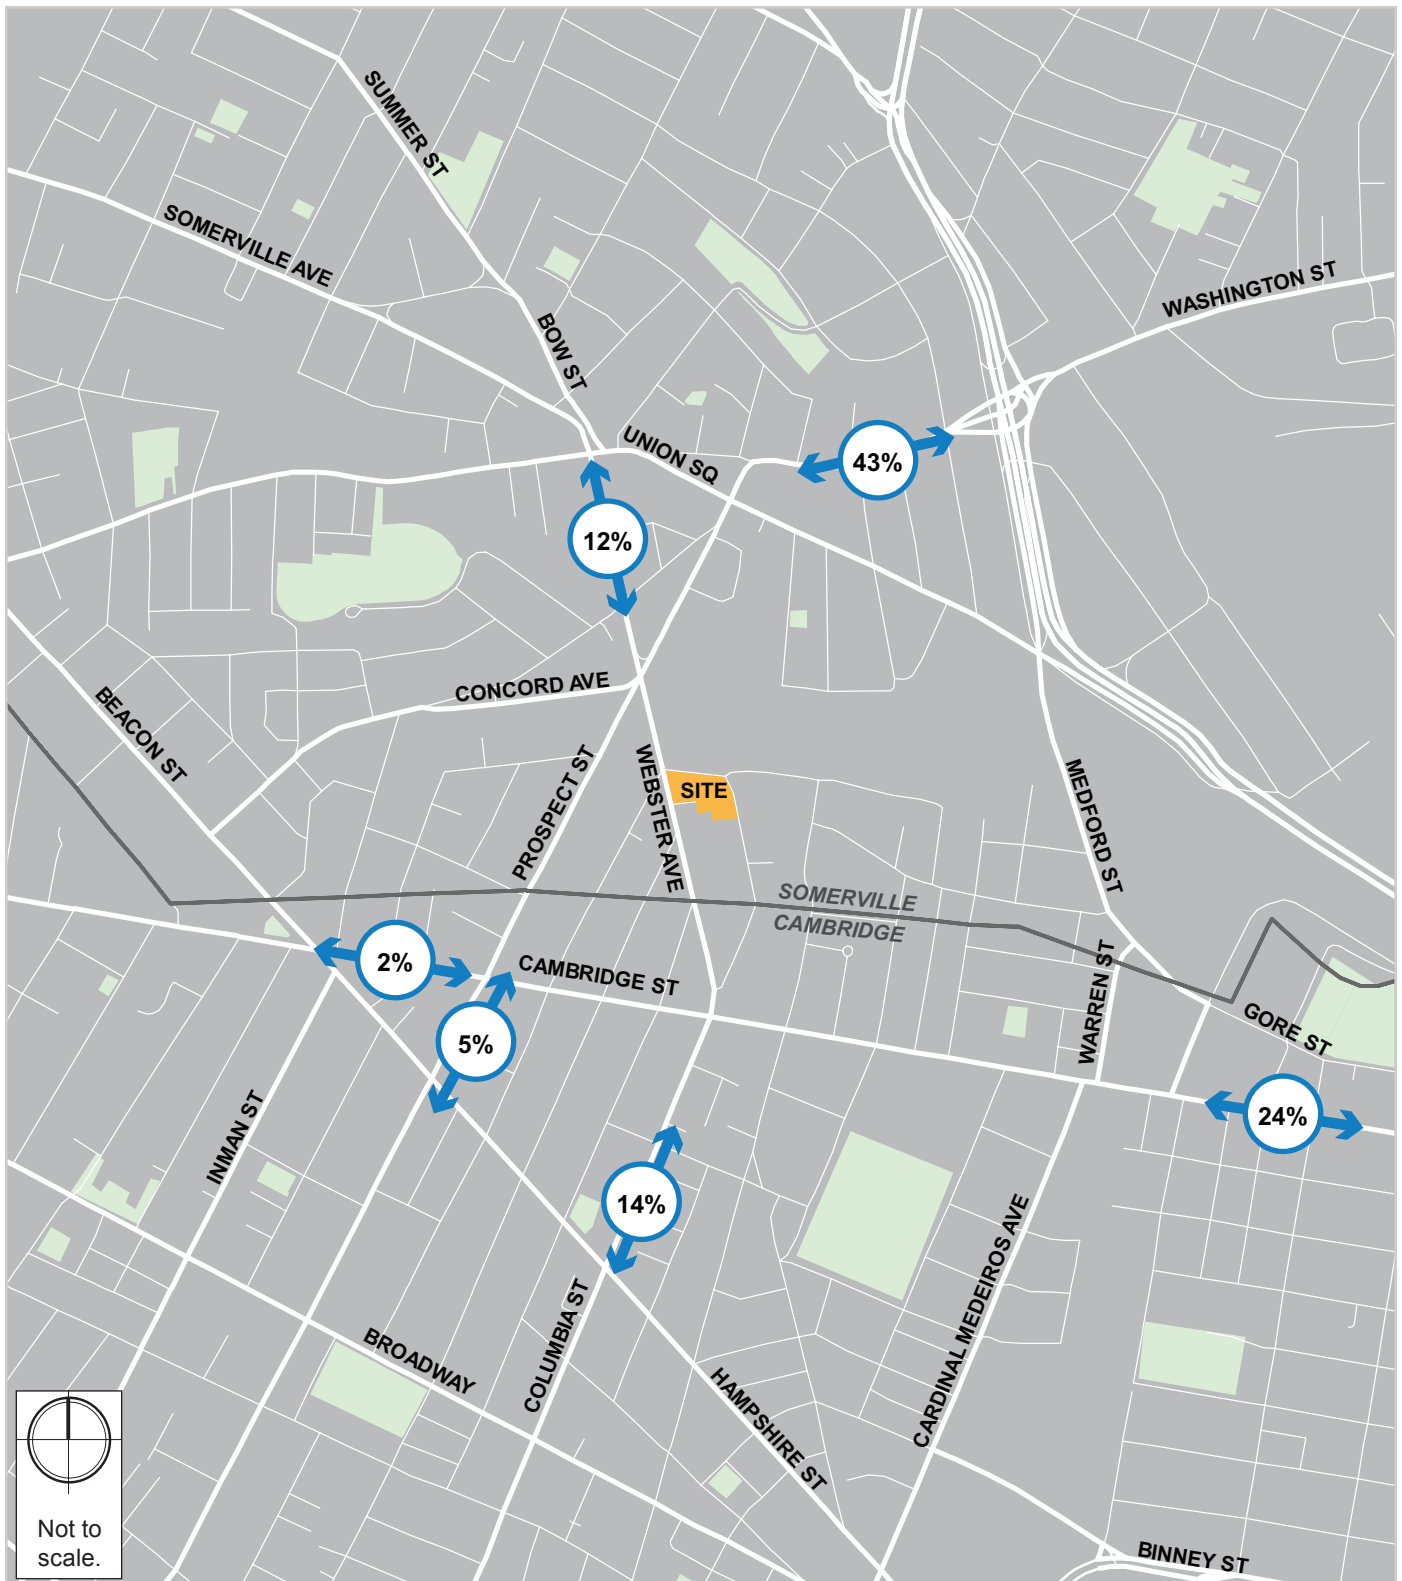 SUMMER ST
SOMERVILLE AVE
WASHINGTON ST
BOW ST
UNION SQ
43%
12%
CONCORD AVE
BEACON ST
PROSPECT ST
WEBSTER AVE
SITE
MEDFORD ST
SOMERVILLE
CAMBRIDGE
2%
CAMBRIDGE ST
WARREN ST
GORE ST
5%
24%
INMAN ST
14%
COLUMBIA ST
CARDINAL MEDEIROS AVE
BROADWAY
HAMPSHIRE ST
Not to
scale.
BINNEY ST